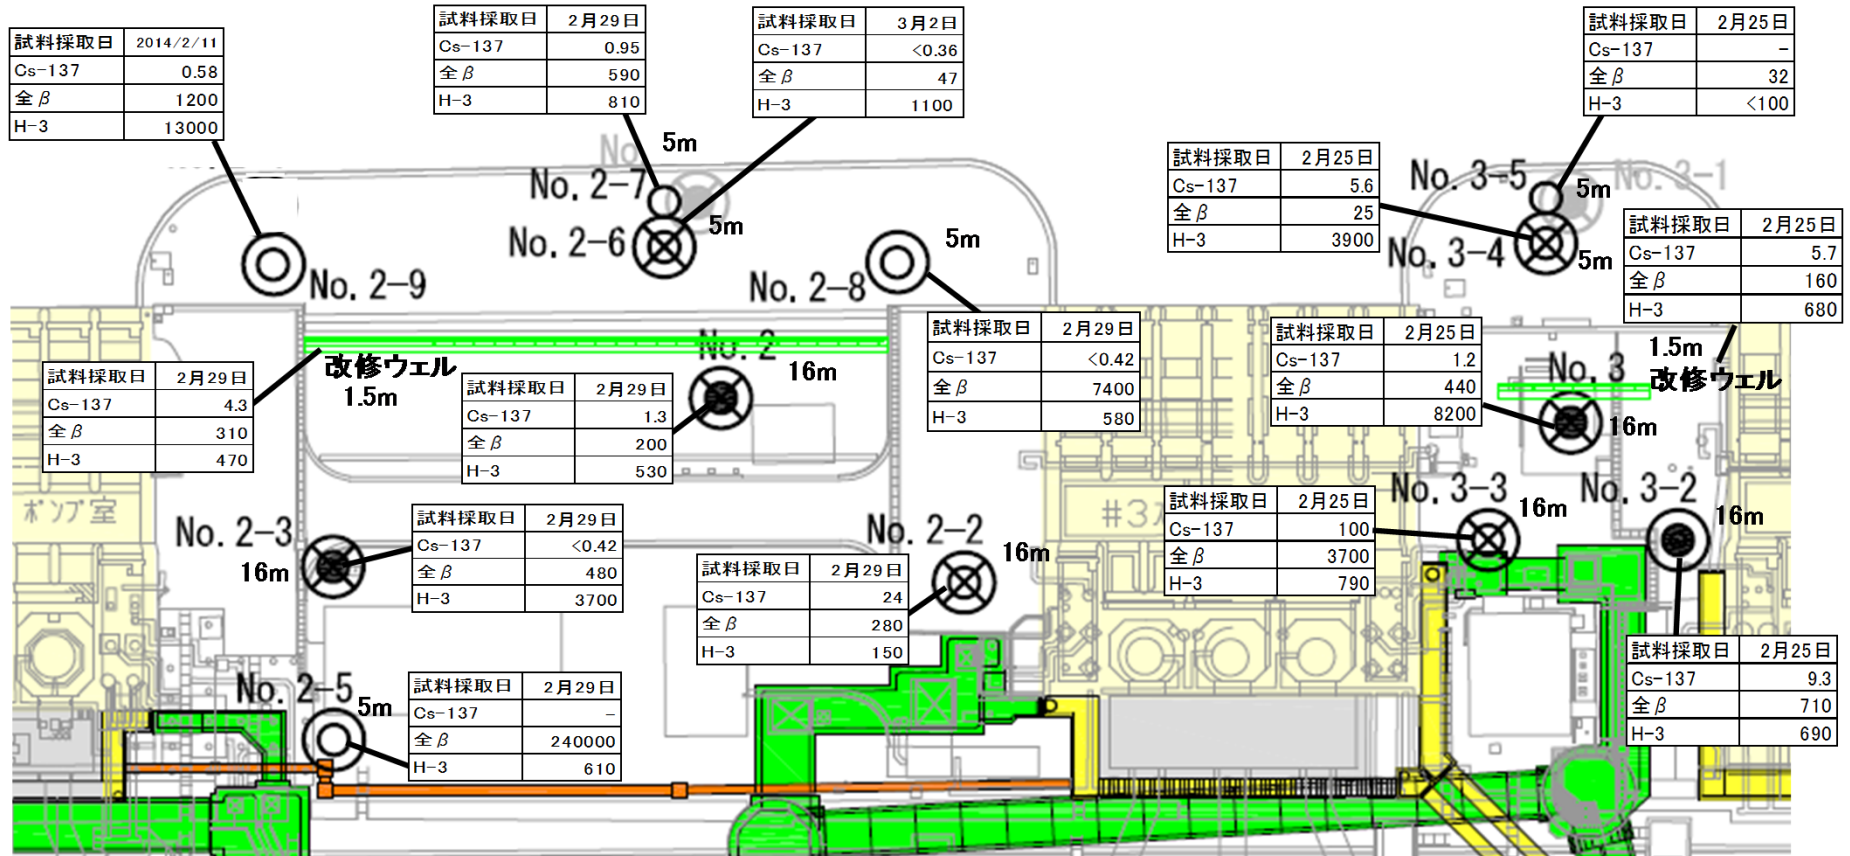 試料採取日 2014/2/11
Cs-137 0.58
全β 1200
H-3 13000
試料採取日 2月29日
Cs-137 0.95
全β 590
H-3 810
試料採取日 3月2日
Cs-137 <0.36
全β 47
H-3 1100
試料採取日 2月25日
Cs-137 -
全β 32
H-3 <100
試料採取日 2月25日
Cs-137 5.6
全β 25
H-3 3900
試料採取日 2月25日
Cs-137 5.7
全β 160
H-3 680
No
5m
No. 2-7
No. 2-6
5m
No. 2-9
No. 2-8
5m
No. 3-5
5m
No. 3-1
No. 3-4
5m
試料採取日 2月29日
Cs-137 <0.42
全β 7400
H-3 580
試料採取日 2月25日
Cs-137 1.2
全β 440
H-3 8200
改修ウェル
1.5m
No. 2
16m
1.5m
改修ウェル
No. 3
16m
試料採取日 2月29日
Cs-137 4.3
全β 310
H-3 470
試料採取日 2月29日
Cs-137 1.3
全β 200
H-3 530
ポンプ室
No. 2-3
16m
試料採取日 2月29日
Cs-137 <0.42
全β 480
H-3 3700
No. 2-2
16m
試料採取日 2月29日
Cs-137 24
全β 280
H-3 150
#3
試料採取日 2月25日
Cs-137 100
全β 3700
H-3 790
No. 3-3
16m
No. 3-2
16m
No. 2-5
5m
試料採取日 2月29日
Cs-137 -
全β 240000
H-3 610
試料採取日 2月25日
Cs-137 9.3
全β 710
H-3 690